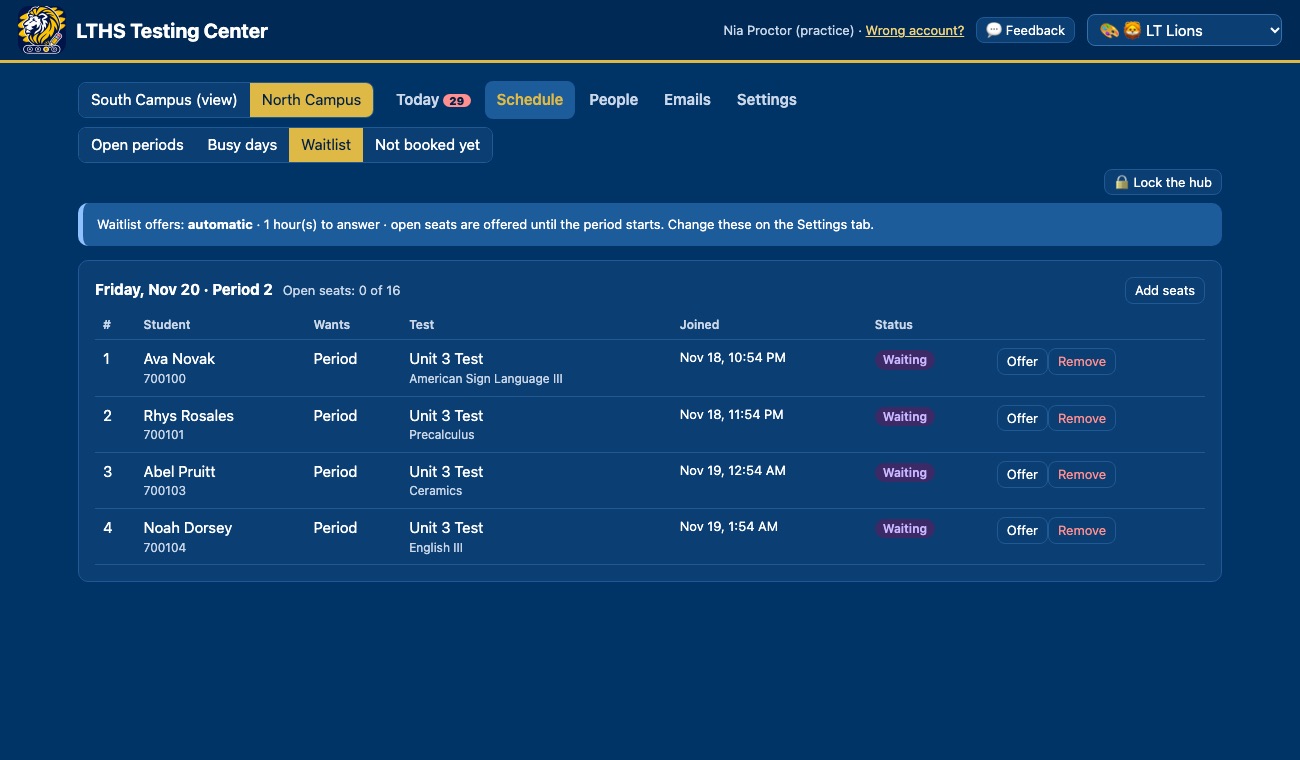 LTHS Testing Center
Nia Proctor (practice) · Wrong account?
💬 Feedback
🎨 🦁 LT Lions
South Campus (view) North Campus Today 29 Schedule People Emails Settings
Open periods Busy days Waitlist Not booked yet
🔒 Lock the hub
Waitlist offers: automatic · 1 hour(s) to answer · open seats are offered until the period starts. Change these on the Settings tab.
Friday, Nov 20 · Period 2 Open seats: 0 of 16 Add seats
# Student Wants Test Joined Status
1 Ava Novak Period Unit 3 Test Nov 18, 10:54 PM Waiting Offer Remove
700100 American Sign Language III
2 Rhys Rosales Period Unit 3 Test Nov 18, 11:54 PM Waiting Offer Remove
700101 Precalculus
3 Abel Pruitt Period Unit 3 Test Nov 19, 12:54 AM Waiting Offer Remove
700103 Ceramics
4 Noah Dorsey Period Unit 3 Test Nov 19, 1:54 AM Waiting Offer Remove
700104 English III